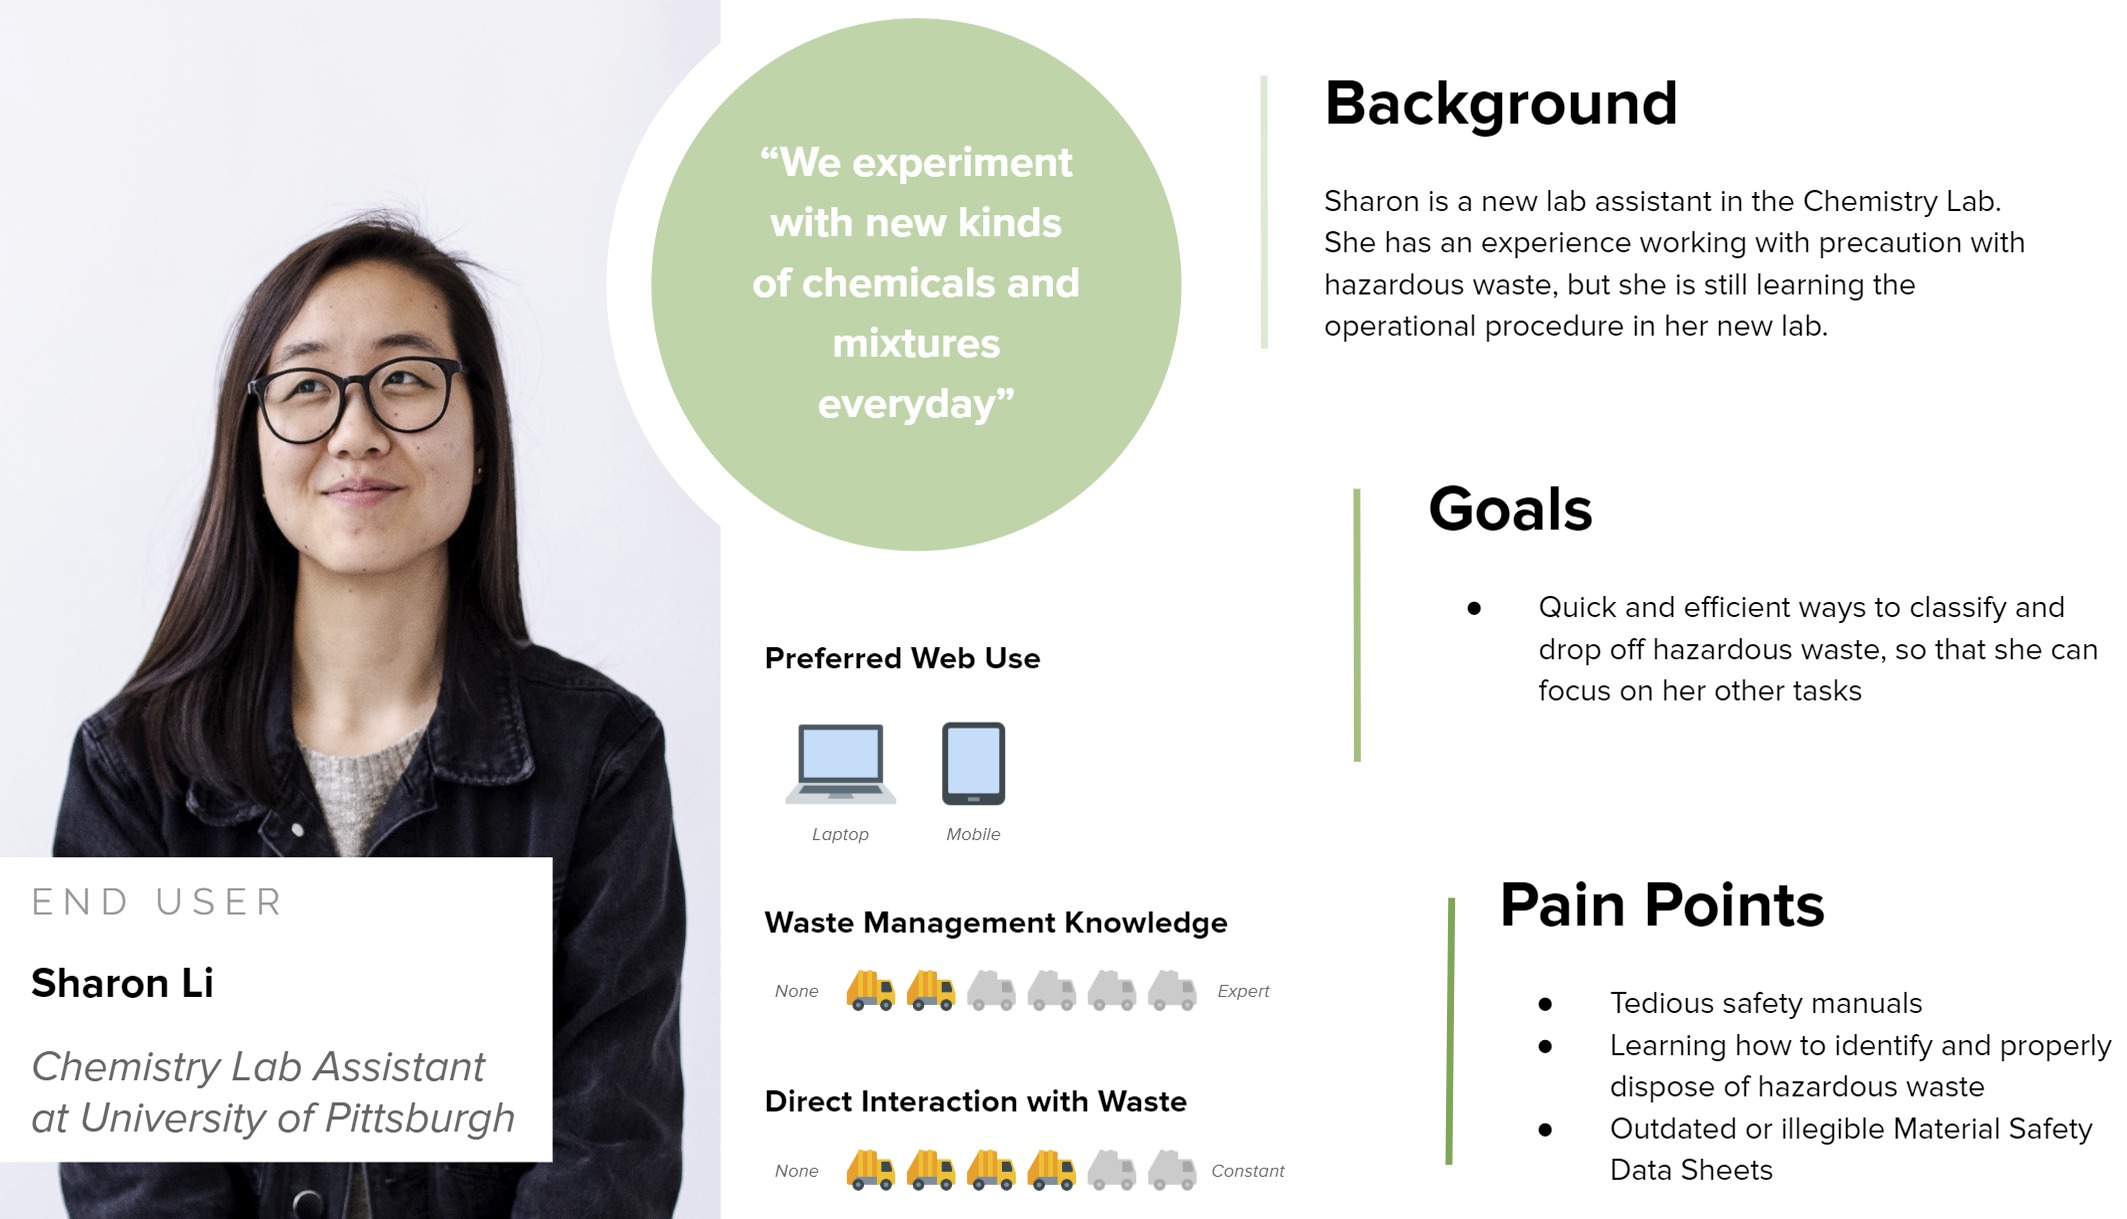 “We experiment
with new kinds
of chemicals and
mixtures
everyday”
END USER
Sharon Li
Chemistry Lab Assistant
at University of Pittsburgh
Preferred Web Use
Laptop
Mobile
Waste Management Knowledge
None
Expert
Direct Interaction with Waste
None
Constant
Background
Sharon is a new lab assistant in the Chemistry Lab.
She has an experience working with precaution with
hazardous waste, but she is still learning the
operational procedure in her new lab.
Goals
● Quick and efficient ways to classify and
drop off hazardous waste, so that she can
focus on her other tasks
Pain Points
● Tedious safety manuals
● Learning how to identify and properly
dispose of hazardous waste
● Outdated or illegible Material Safety
Data Sheets